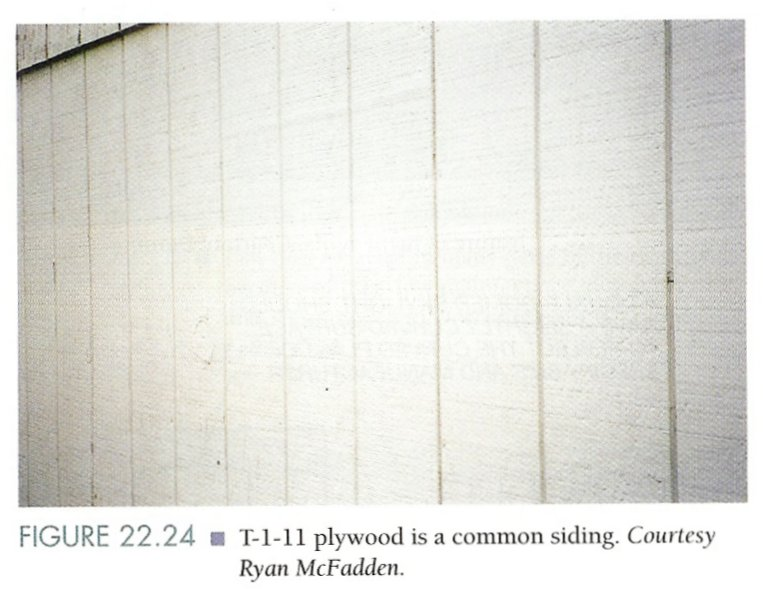 FIGURE 22.24 ■ T-1-11 plywood is a common siding. Courtesy
Ryan McFadden.